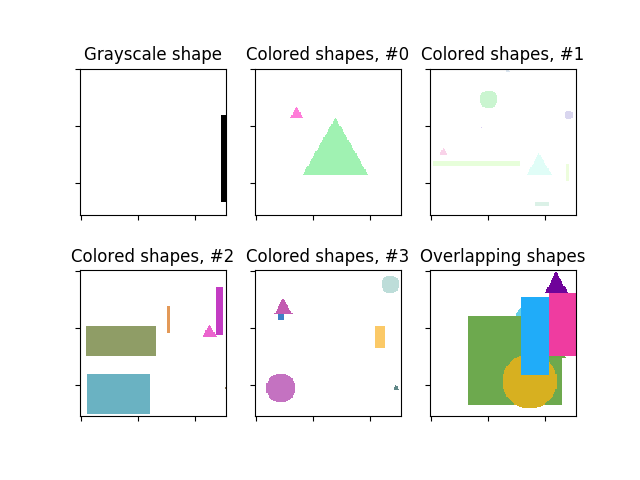 Grayscale shape
Colored shapes, #0
Colored shapes, #1
Colored shapes, #2
Colored shapes, #3
Overlapping shapes